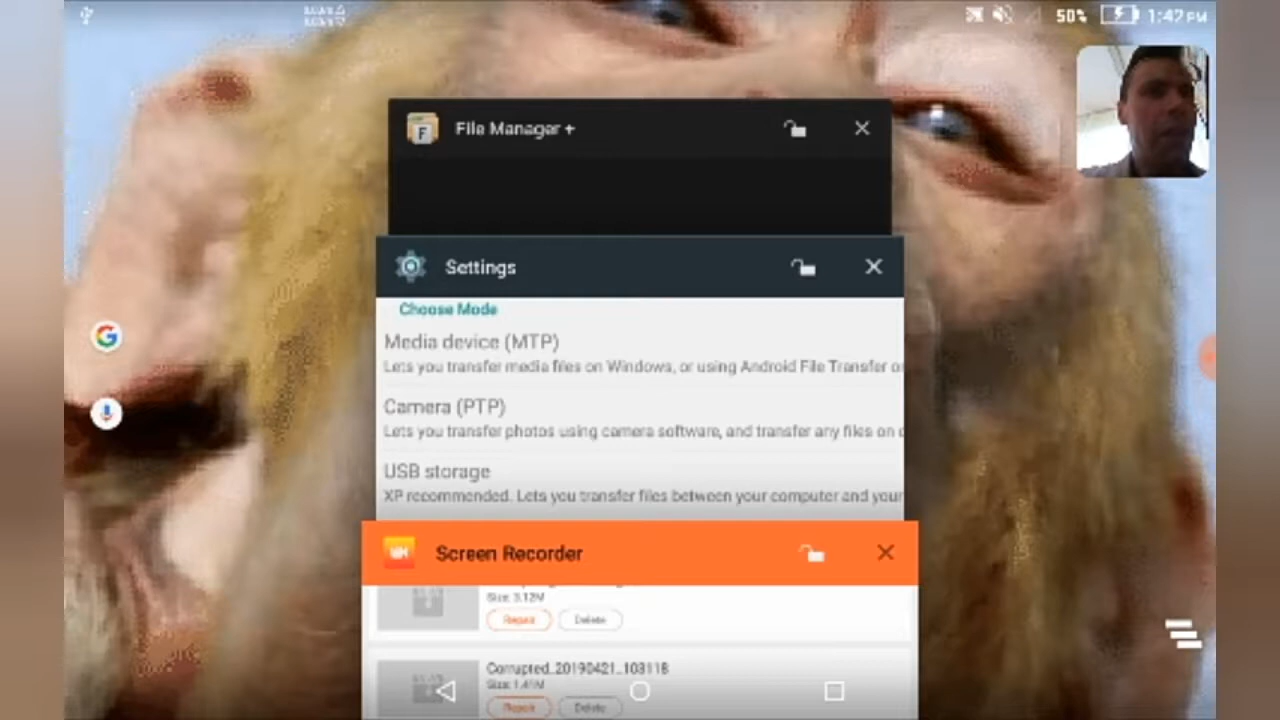 50% 1:42 PM
File Manager +
Settings
Choose Mode
Media device (MTP)
Lets you transfer media files on Windows, or using Android File Transfer o
Camera (PTP)
Lets you transfer photos using camera software, and transfer any files on c
USB storage
XP recommended. Lets you transfer files between your computer and your
Screen Recorder
Size: 3.12M
Repair Delete
Corrupted_20190421_103118
Size: 1.41M
Repair Delete